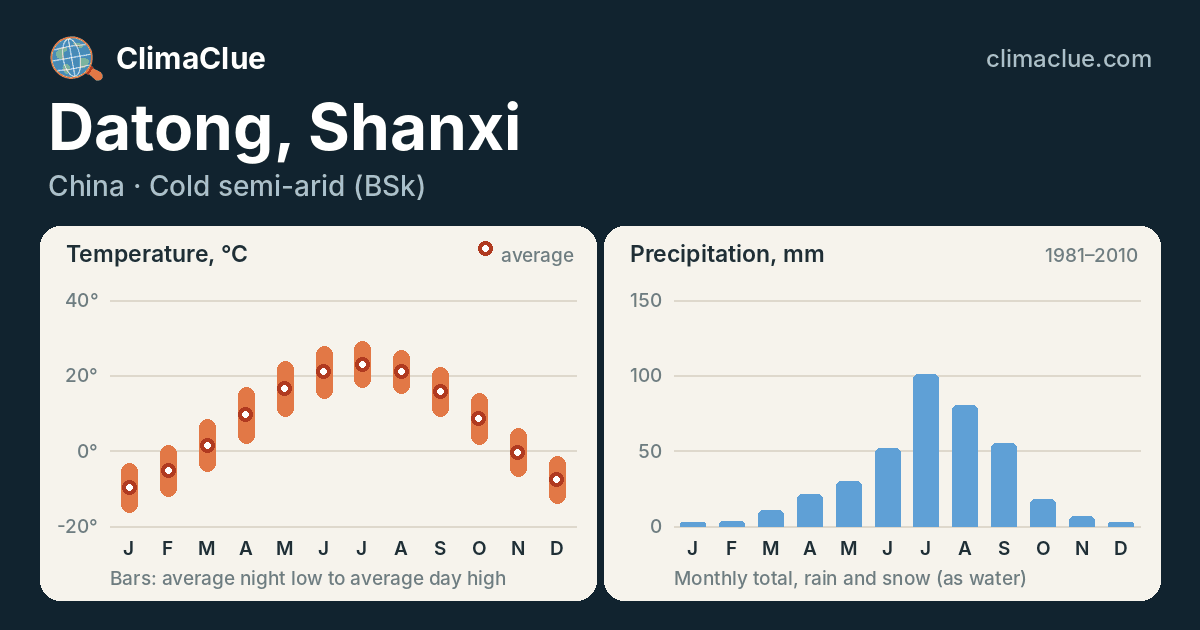 ClimaClue
climaclue.com
Datong, Shanxi
China · Cold semi-arid (BSk)
Temperature, °C
average
40°
20°
0°
-20°
J F M A M J J A S O N D
Bars: average night low to average day high
Precipitation, mm
1981–2010
150
100
50
0
J F M A M J J A S O N D
Monthly total, rain and snow (as water)